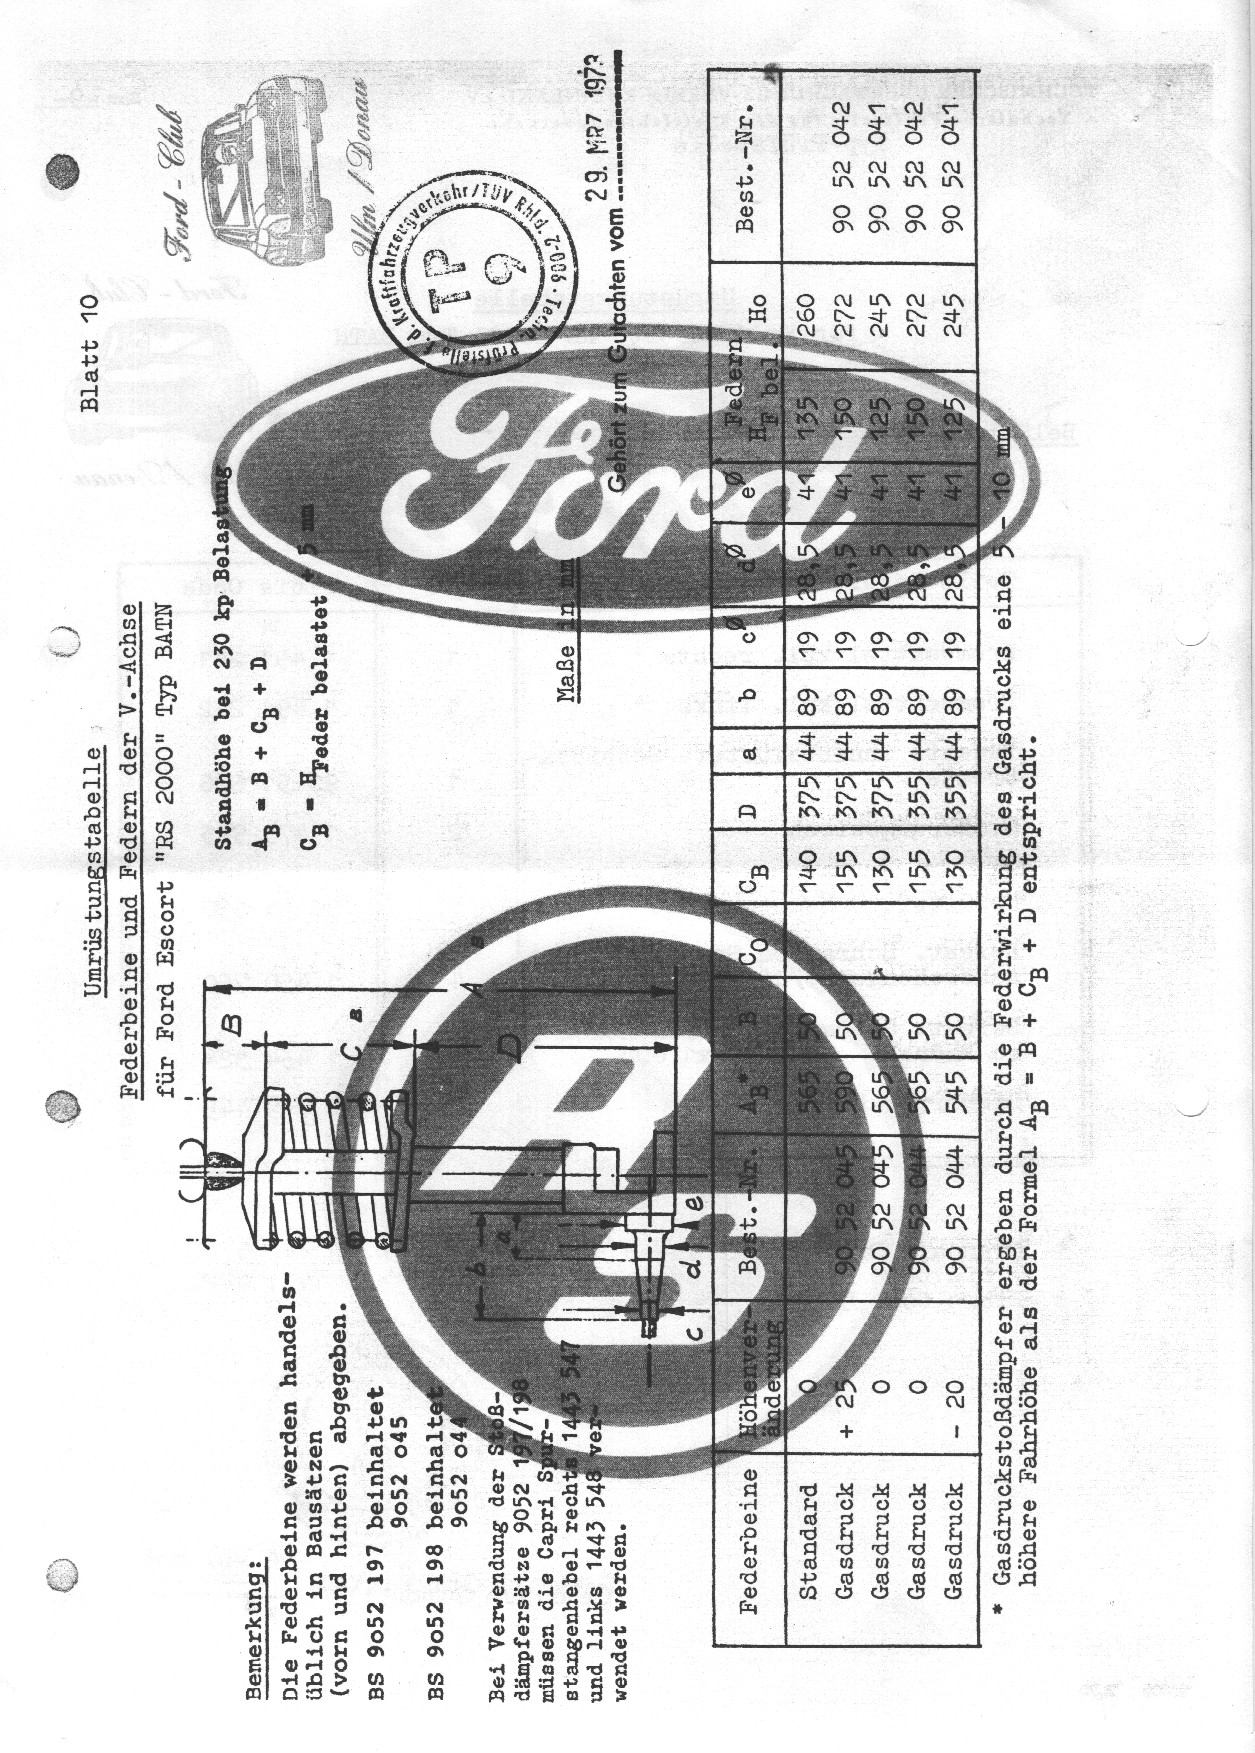 Blatt 10
Ford - Club
Ulm / Donau
Umrüstungstabelle
Federbeine und Federn der V.-Achse
für Ford Escort "RS 2000" Typ BATN
Prüfstelle f. d. Kraftfahrzeugverkehr/TÜV Rhld. 2-006 · Techn.
TP
9
Standhöhe bei 230 kp Belastung
A_B = B + C_B + D
C_B = H_Feder belastet + 5 mm
Bemerkung:
Die Federbeine werden handels-
üblich in Bausätzen
(vorn und hinten) abgegeben.
BS 9o52 197 beinhaltet
9o52 o45
BS 9o52 198 beinhaltet
9o52 o44
Bei Verwendung der Stoß-
dämpfersätze 9052 197/198
müssen die Capri Spur-
stangenhebel rechts 1443 547
und links 1443 548 ver-
wendet werden.
B
C B
A B
D
b
a
c d e
Maße in mm
Gehört zum Gutachten vom 29. MRZ 1973
Ford
RS
Federbeine Höhenver- Best.-Nr. A_B* B C_O C_B D a b cØ dØ eØ Federn Best.-Nr.
änderung H_F bel. Ho
Standard 0 565 50 140 375 44 89 19 28,5 41 135 260
Gasdruck + 25 90 52 045 590 50 155 375 44 89 19 28,5 41 150 272 90 52 042
Gasdruck 0 90 52 045 565 50 130 375 44 89 19 28,5 41 125 245 90 52 041
Gasdruck 0 90 52 044 565 50 155 355 44 89 19 28,5 41 150 272 90 52 042
Gasdruck - 20 90 52 044 545 50 130 355 44 89 19 28,5 41 125 245 90 52 041
* Gasdruckstoßdämpfer ergeben durch die Federwirkung des Gasdrucks eine 5 - 10 mm
höhere Fahrhöhe als der Formel A_B = B + C_B + D entspricht.